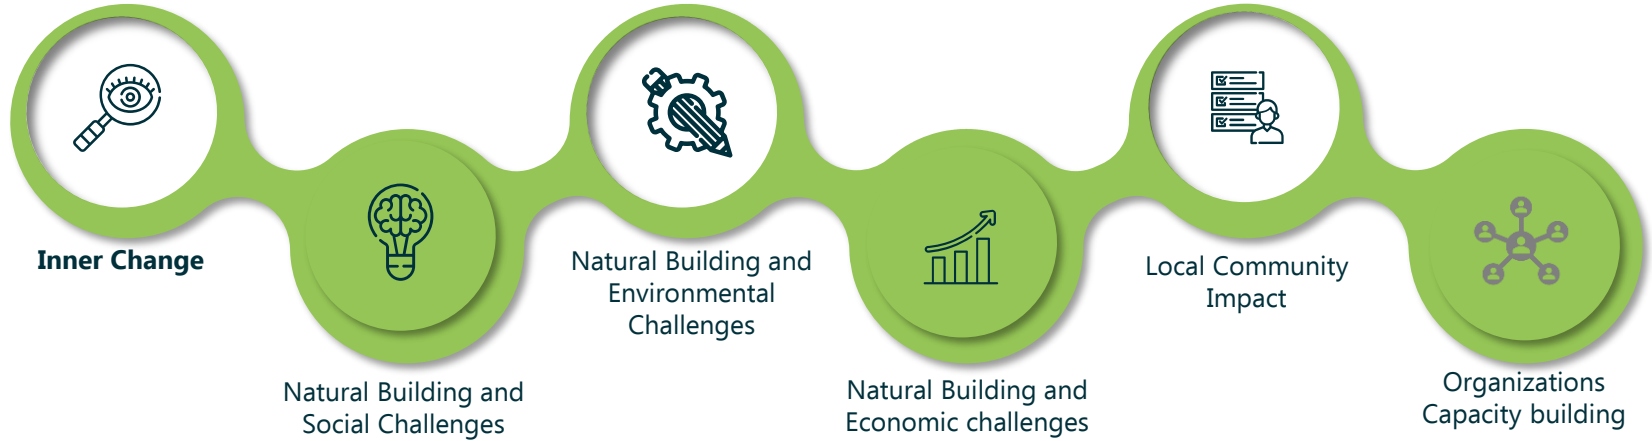 Inner Change
Natural Building and
Social Challenges
Natural Building and
Environmental
Challenges
Natural Building and
Economic challenges
Local Community
Impact
Organizations
Capacity building